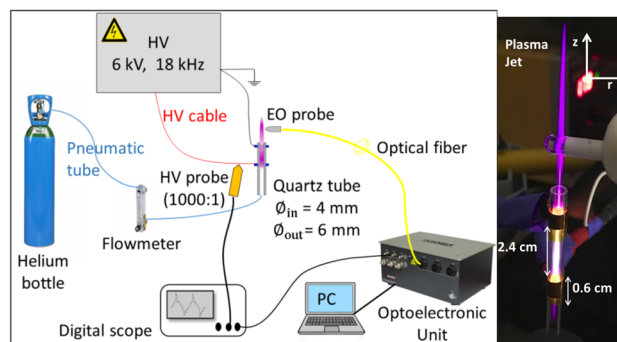 HV
6 kV, 18 kHz
HV cable
EO probe
Optical fiber
Pneumatic
tube
HV probe
(1000:1)
Quartz tube
Ø_in = 4 mm
Ø_out = 6 mm
Flowmeter
Helium
bottle
Digital scope
PC
Optoelectronic
Unit
Plasma
Jet
z
r
2.4 cm
0.6 cm